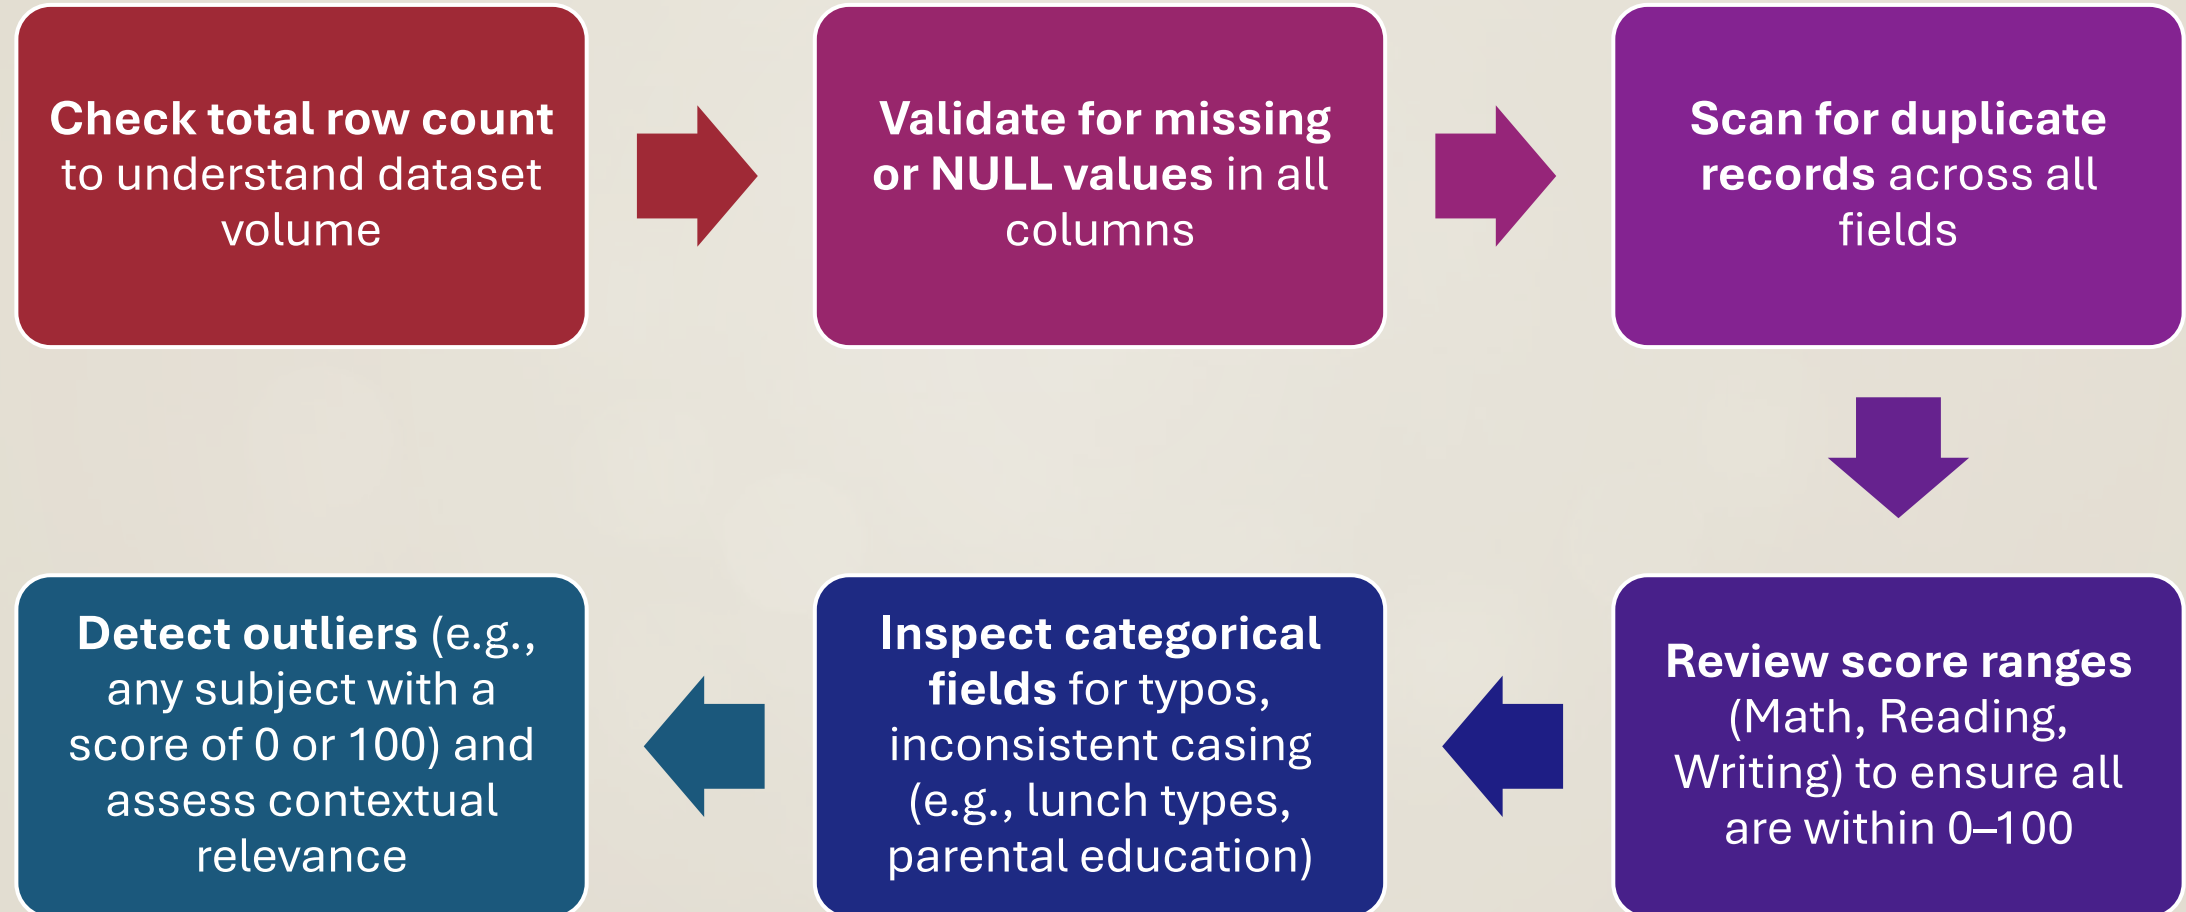 Check total row count
to understand dataset
volume
Validate for missing
or NULL values in all
columns
Scan for duplicate
records across all
fields
Review score ranges
(Math, Reading,
Writing) to ensure all
are within 0–100
Inspect categorical
fields for typos,
inconsistent casing
(e.g., lunch types,
parental education)
Detect outliers (e.g.,
any subject with a
score of 0 or 100) and
assess contextual
relevance